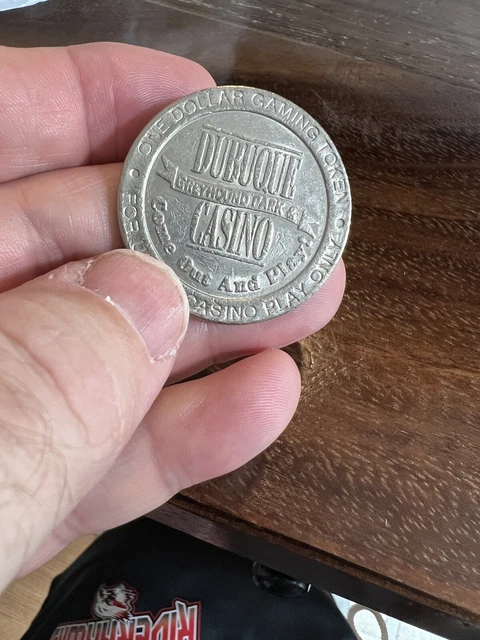 ONE DOLLAR GAMING TOKEN
DUBUQUE
GREYHOUND PARK &
CASINO
Come Out And Play!
FOR CASINO PLAY ONLY